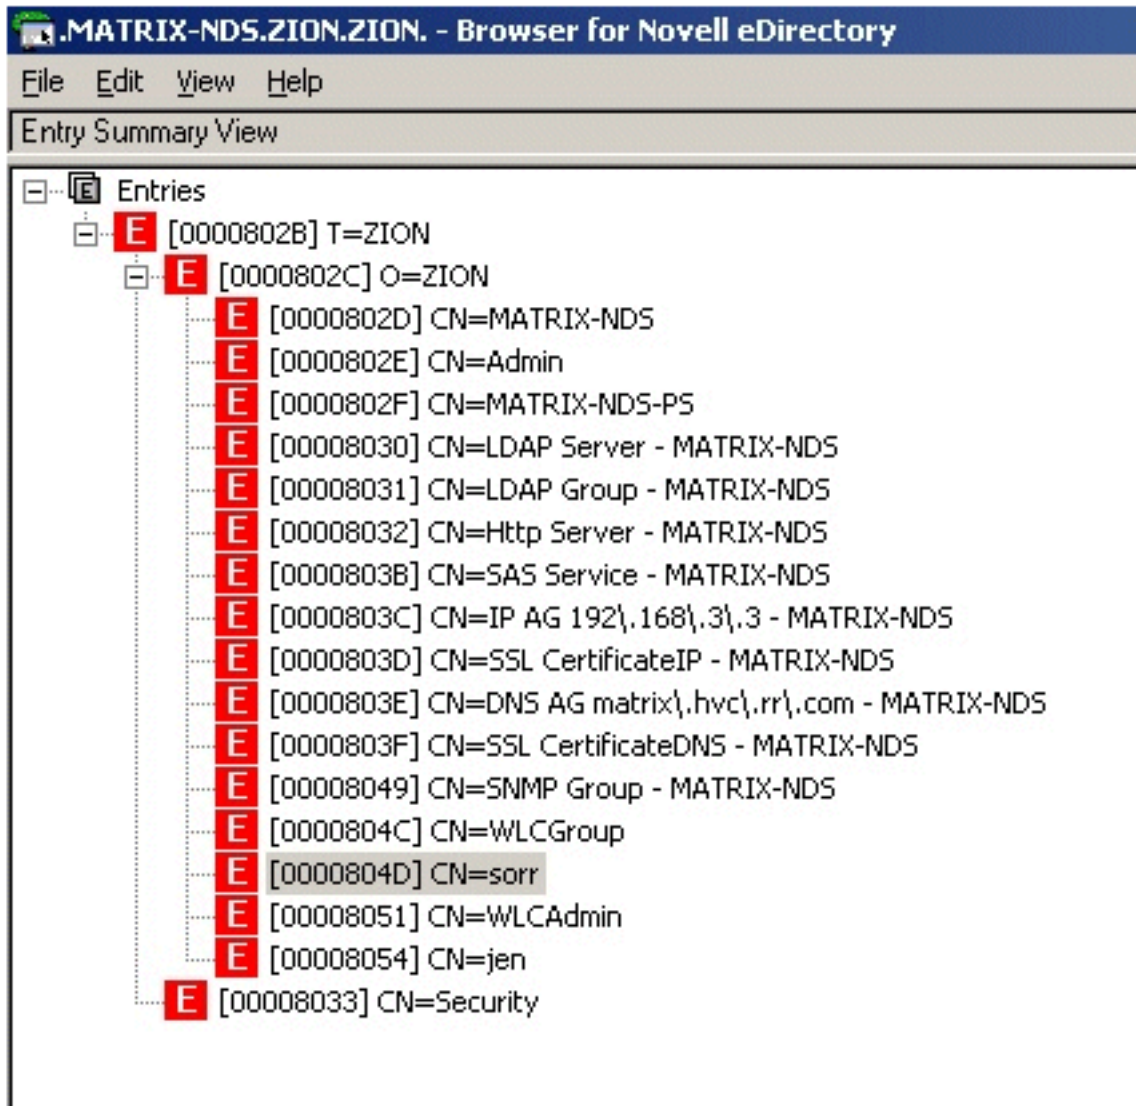 .MATRIX-NDS.ZION.ZION. - Browser for Novell eDirectory
File Edit View Help
Entry Summary View
E Entries
E [0000802B] T=ZION
E [0000802C] O=ZION
E [0000802D] CN=MATRIX-NDS
E [0000802E] CN=Admin
E [0000802F] CN=MATRIX-NDS-PS
E [00008030] CN=LDAP Server - MATRIX-NDS
E [00008031] CN=LDAP Group - MATRIX-NDS
E [00008032] CN=Http Server - MATRIX-NDS
E [0000803B] CN=SAS Service - MATRIX-NDS
E [0000803C] CN=IP AG 192\.168\.3\.3 - MATRIX-NDS
E [0000803D] CN=SSL CertificateIP - MATRIX-NDS
E [0000803E] CN=DNS AG matrix\.hvc\.rr\.com - MATRIX-NDS
E [0000803F] CN=SSL CertificateDNS - MATRIX-NDS
E [00008049] CN=SNMP Group - MATRIX-NDS
E [0000804C] CN=WLCGroup
E [0000804D] CN=sorr
E [00008051] CN=WLCAdmin
E [00008054] CN=jen
E [00008033] CN=Security